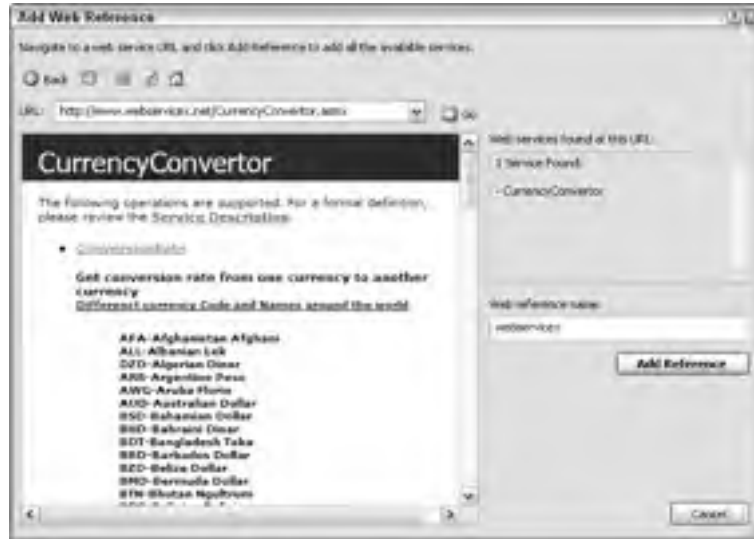 Add Web Reference
Navigate to a web service URL and click Add Reference to add all the available services.
Back
URL: http://www.webservicex.net/CurrencyConvertor.asmx
Go
CurrencyConvertor
The following operations are supported. For a formal definition, please review the Service Description.
• ConversionRate
Get conversion rate from one currency to another currency
Differenct currency Code and Names around the world
AFA-Afghanistan Afghani
ALL-Albanian Lek
DZD-Algerian Dinar
ARS-Argentine Peso
AWG-Aruba Florin
AUD-Australian Dollar
BSD-Bahamian Dollar
BHD-Bahraini Dinar
BDT-Bangladesh Taka
BBD-Barbados Dollar
BZD-Belize Dollar
BMD-Bermuda Dollar
BTN-Bhutan Ngultrum
Web services found at this URL:
1 Service Found:
- CurrencyConvertor
Web reference name:
webservices
Add Reference
Cancel